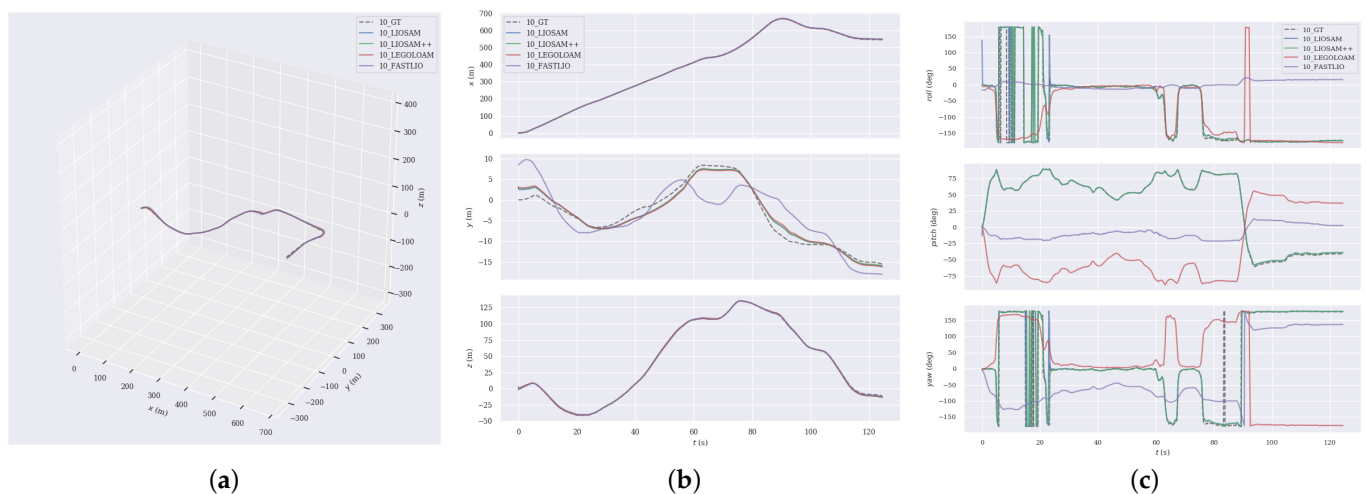 10_GT
10_LIOSAM
10_LIOSAM++
10_LEGOLOAM
10_FASTLIO
400
300
200
100
0
−100
−200
−300
z (m)
300
200
100
0
−100
−200
−300
y (m)
0
100
200
300
400
500
600
700
x (m)
(a)
10_GT
10_LIOSAM
10_LIOSAM++
10_LEGOLOAM
10_FASTLIO
700
600
500
400
300
200
100
0
x (m)
10
5
0
−5
−10
−15
y (m)
125
100
75
50
25
0
−25
−50
z (m)
0 20 40 60 80 100 120
t (s)
(b)
10_GT
10_LIOSAM
10_LIOSAM++
10_LEGOLOAM
10_FASTLIO
150
100
50
0
−50
−100
−150
roll (deg)
75
50
25
0
−25
−50
−75
pitch (deg)
150
100
50
0
−50
−100
−150
yaw (deg)
0 20 40 60 80 100 120
t (s)
(c)